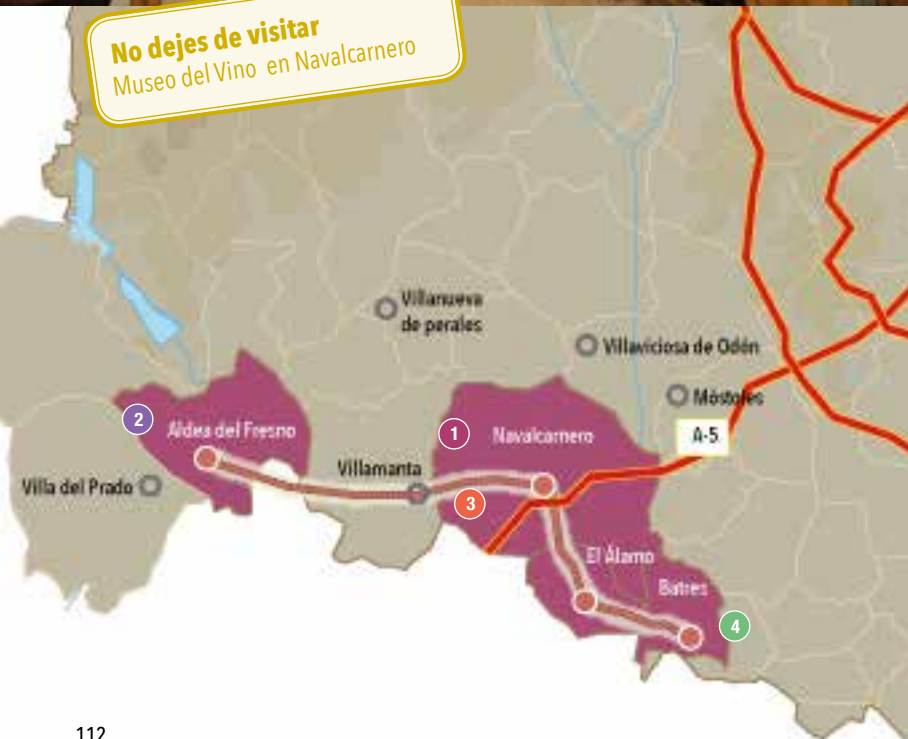 No dejes de visitar
Museo del Vino en Navalcarnero
Villanueva
de perales
Villaviciosa de Odón
Móstoles
A-5
2
Aldea del Fresno
1
Navalcarnero
Villamanta
Villa del Prado
3
El Álamo
Batres
4
112